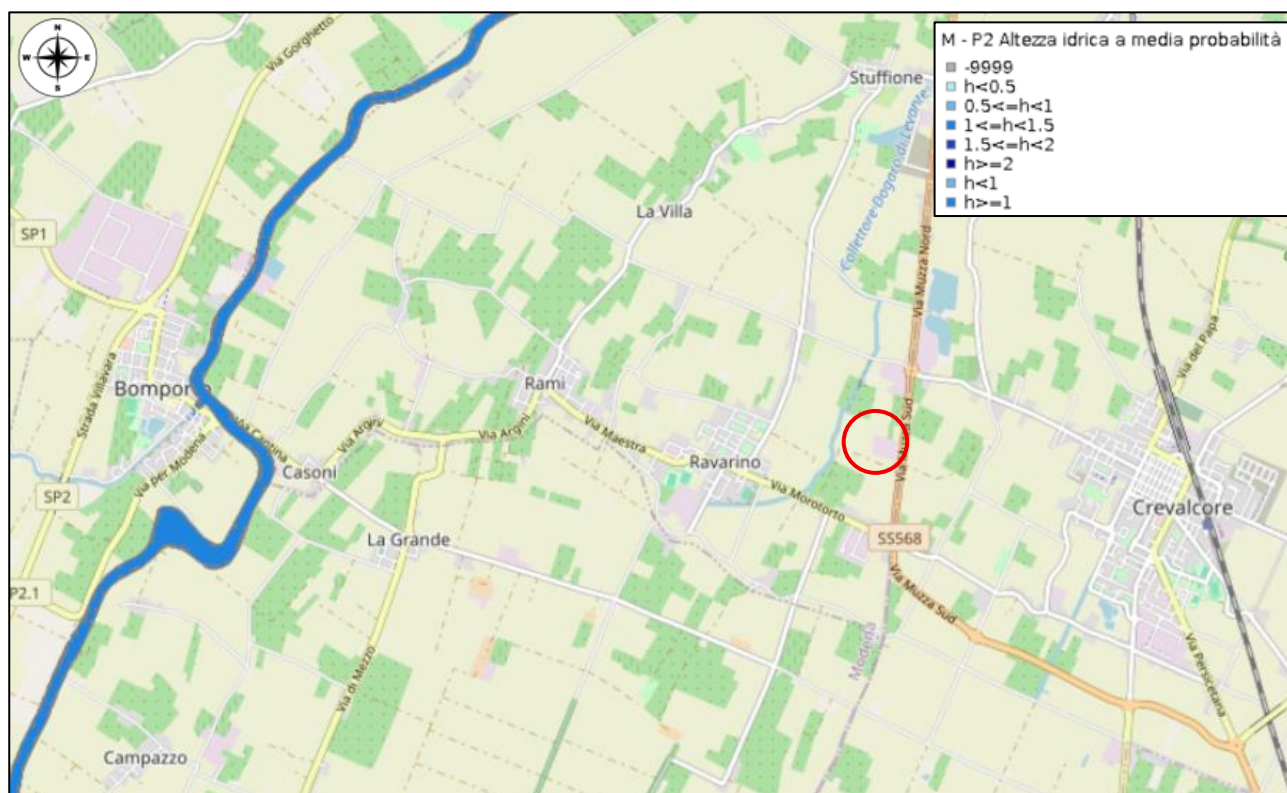 N
W
E
S
M - P2 Altezza idrica a media probabilità
-9999
h<0.5
0.5<=h<1
1<=h<1.5
1.5<=h<2
h>=2
h<1
h>=1
Via Gorghetto
Stuffione
Collettore Dogaro di Levante
La Villa
SP1
Via Muzza Nord
Via del Papa
Strada Villavara
Bomporto
Rami
Via Argini
Via Argini
Via Maestra
Via Muzza Sud
Via per Modena
Casoni
Ravarino
Via Morotorto
SP2
Crevalcore
La Grande
SS568
P2.1
Via Muzza Sud
Via di Mezzo
Modena
Via Persicetana
Campazzo